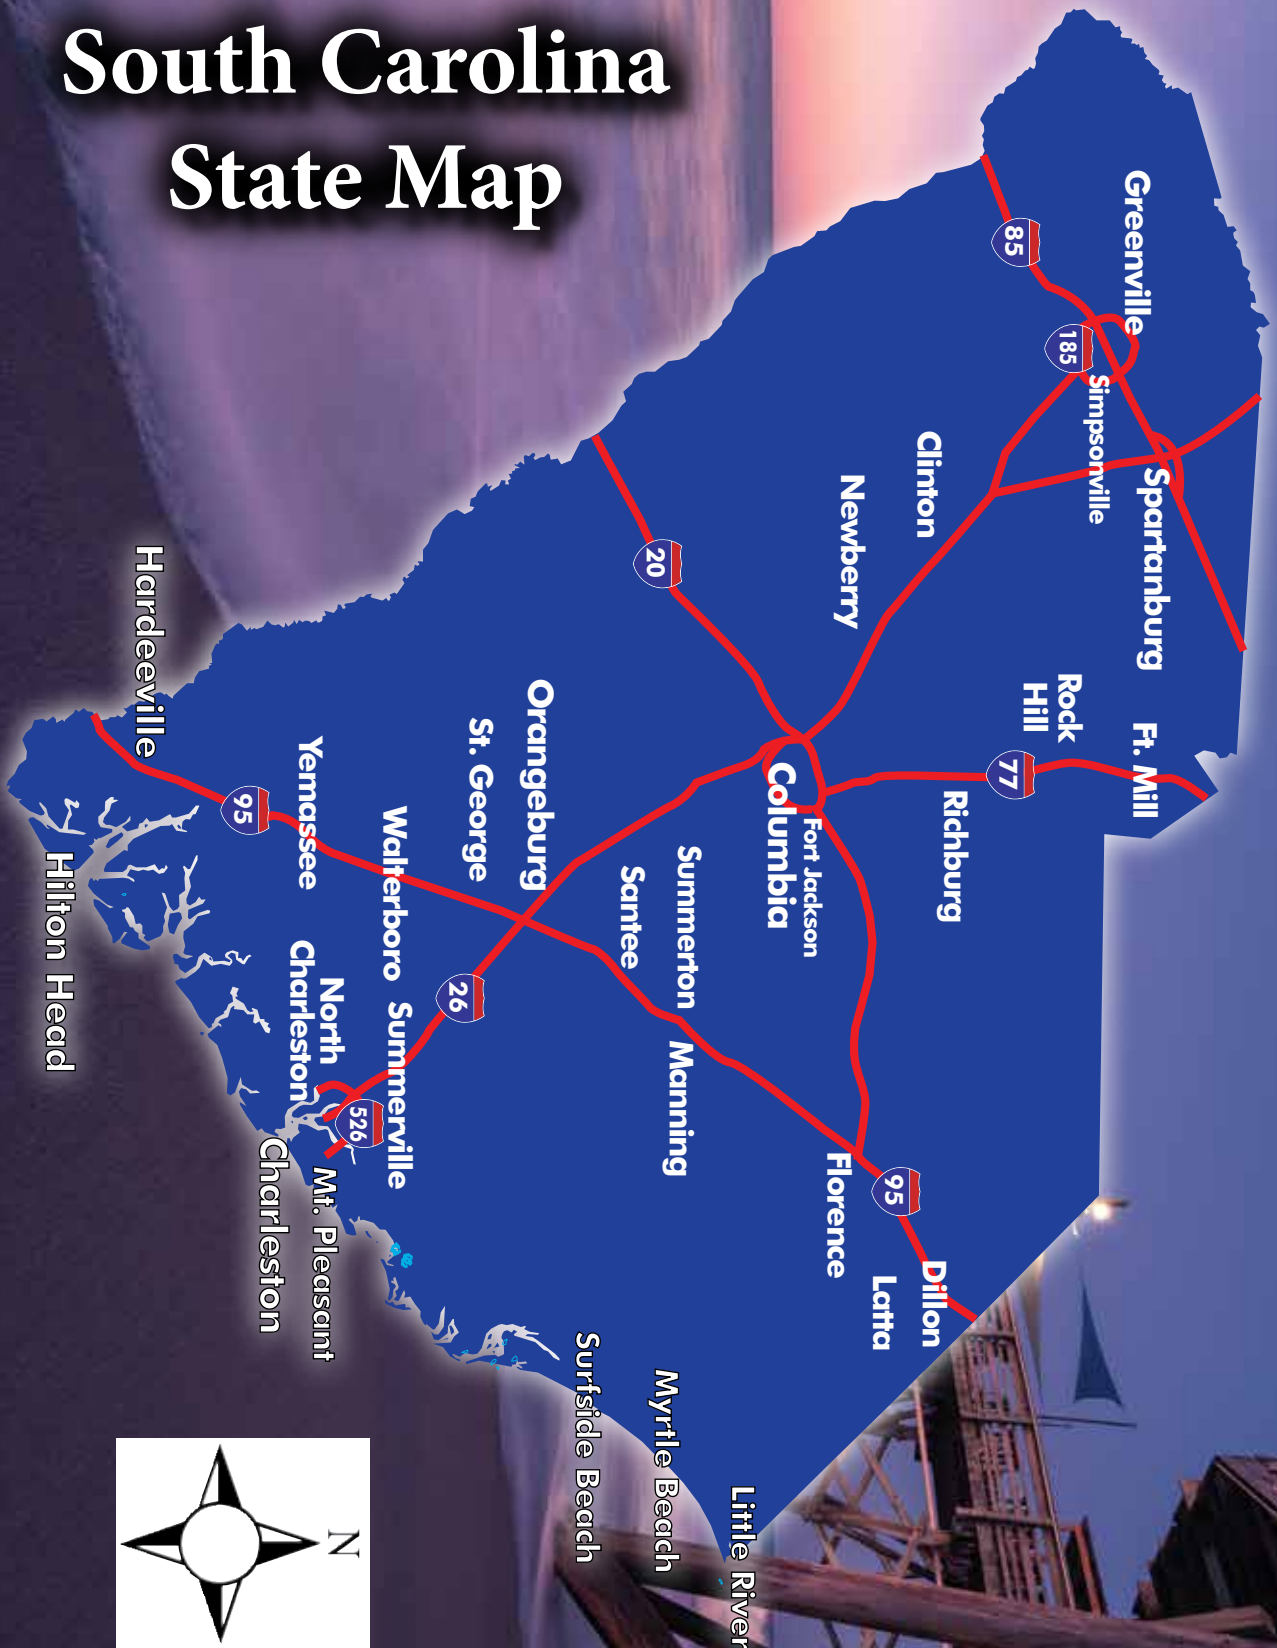 South Carolina
State Map
Greenville
85
185
Simpsonville
Spartanburg
Clinton
Newberry
Rock
Hill
Ft. Mill
77
Richburg
20
Columbia
Fort Jackson
Orangeburg
St. George
Summerton
Santee
Manning
Hardeeville
95
Yemassee
Walterboro
26
Summerville
North
Charleston
526
Hilton Head
Charleston
Mt. Pleasant
Florence
95
Dillon
Latta
Surfside Beach
Myrtle Beach
Little River
N